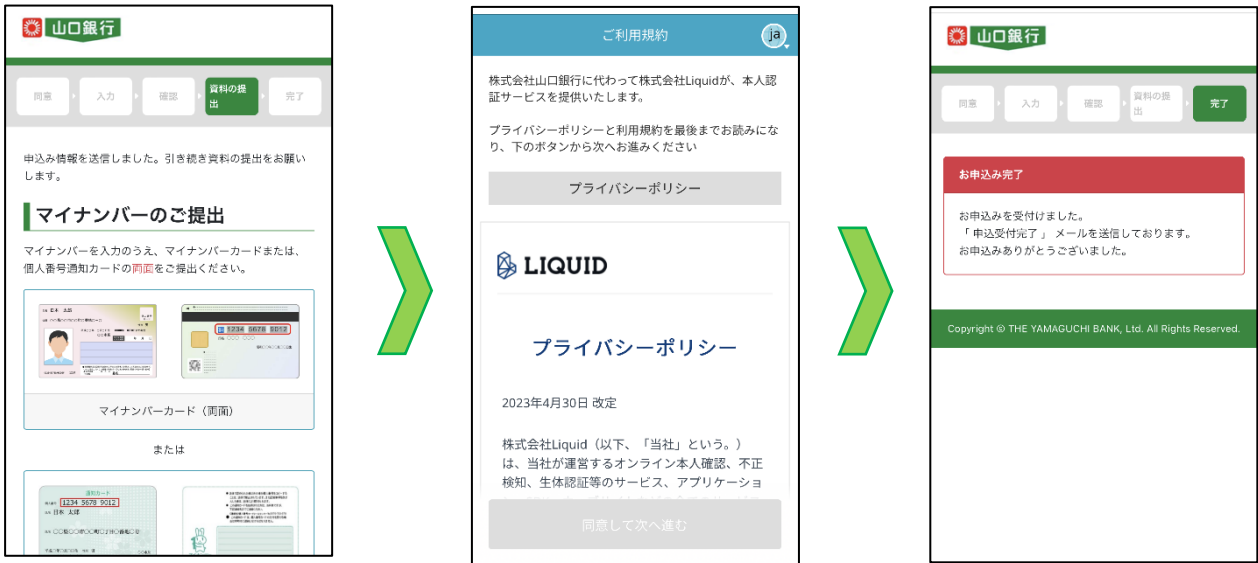 山口銀行
同意
入力
確認
資料の提
出
完了
申込み情報を送信しました。引き続き資料の提出をお願い
します。
マイナンバーのご提出
マイナンバーを入力のうえ、マイナンバーカードまたは、
個人番号通知カードの両面をご提出ください。
日本 太郎
1234 5678 9012
マイナンバーカード（両面）
または
通知カード
1234 5678 9012
日本 太郎
ご利用規約
ja
株式会社山口銀行に代わって株式会社Liquidが、本人認
証サービスを提供いたします。
プライバシーポリシーと利用規約を最後までお読みにな
り、下のボタンから次へお進みください
プライバシーポリシー
LIQUID
プライバシーポリシー
2023年4月30日 改定
株式会社Liquid（以下、「当社」という。）
は、当社が運営するオンライン本人確認、不正
検知、生体認証等のサービス、アプリケーショ
同意して次へ進む
山口銀行
同意
入力
確認
資料の提
出
完了
お申込み完了
お申込みを受付けました。
「 申込受付完了 」 メールを送信しております。
お申込みありがとうございました。
Copyright © THE YAMAGUCHI BANK, Ltd. All Rights Reserved.